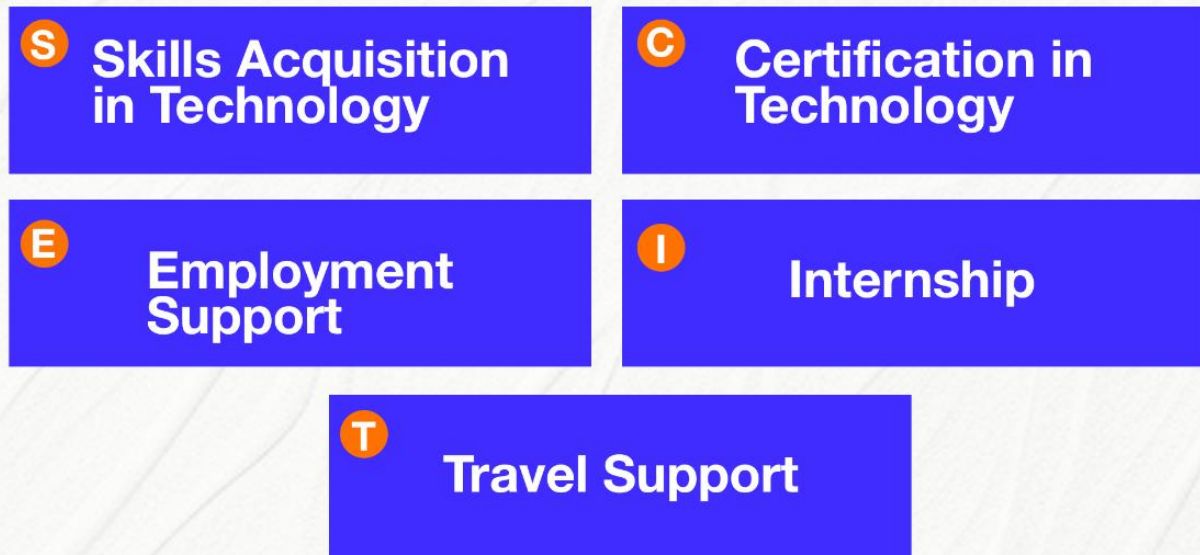 S
Skills Acquisition
in Technology
C
Certification in
Technology
E
Employment
Support
I
Internship
T
Travel Support